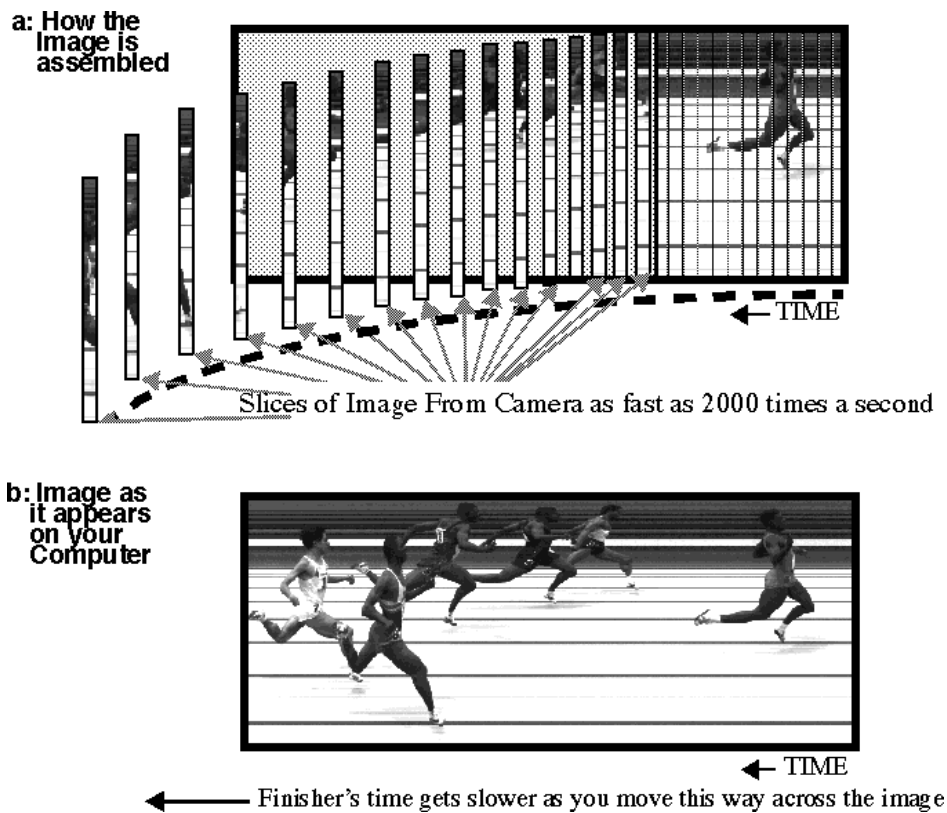 a: How the
Image is
assembled
TIME
Slices of Image From Camera as fast as 2000 times a second
b: Image as
it appears
on your
Computer
TIME
Finisher's time gets slower as you move this way across the image